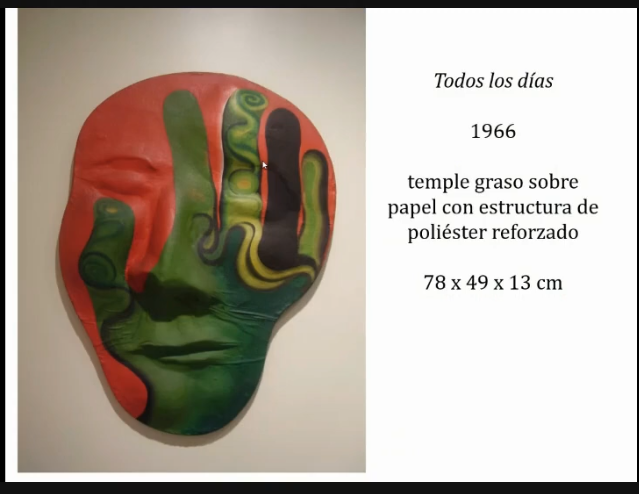 Todos los días
1966
temple graso sobre
papel con estructura de
poliéster reforzado
78 x 49 x 13 cm